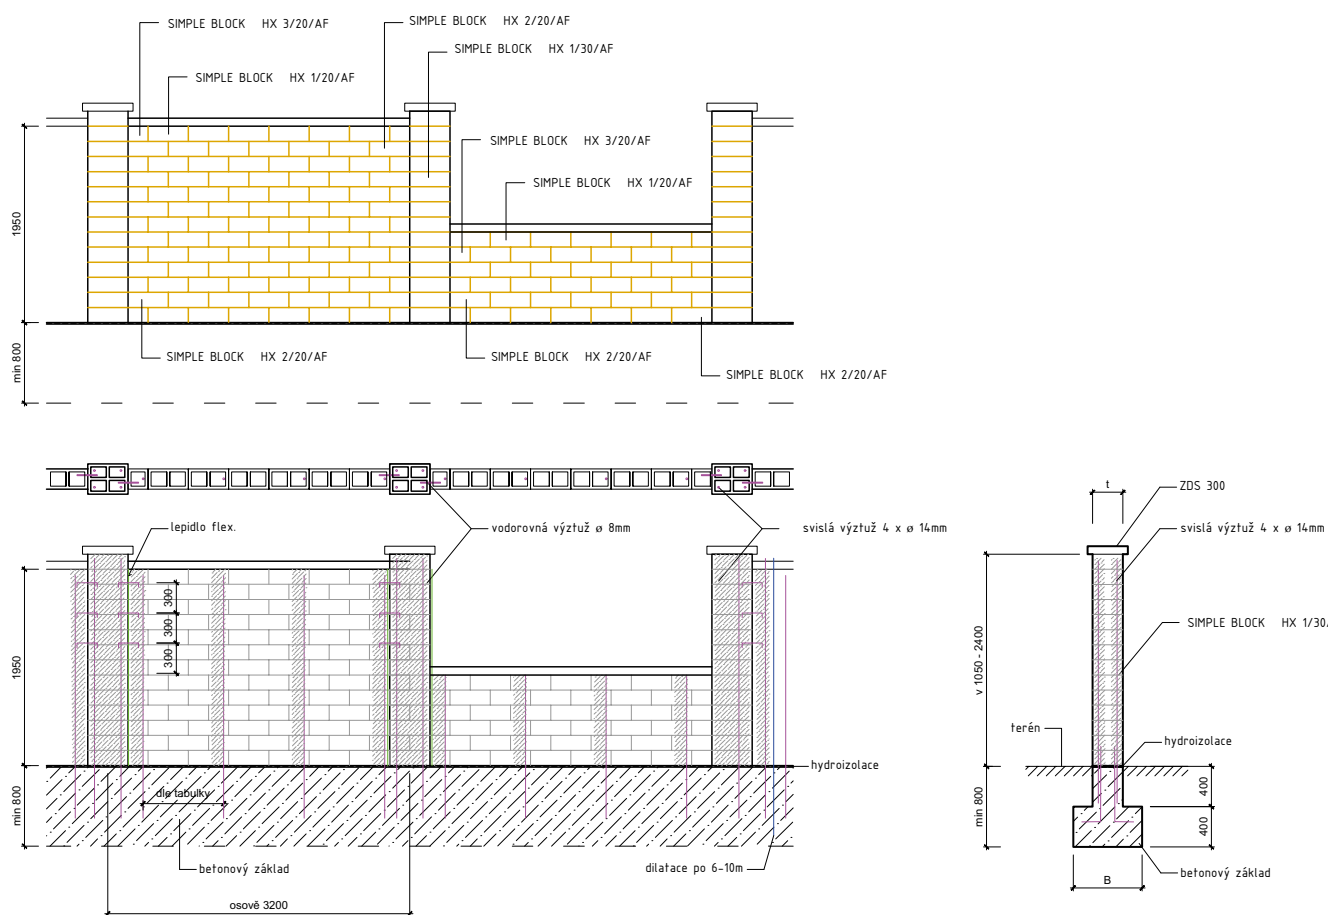 SIMPLE BLOCK HX 3/20/AF
SIMPLE BLOCK HX 2/20/AF
SIMPLE BLOCK HX 1/30/AF
SIMPLE BLOCK HX 1/20/AF
SIMPLE BLOCK HX 3/20/AF
SIMPLE BLOCK HX 1/20/AF
1950
SIMPLE BLOCK HX 2/20/AF
SIMPLE BLOCK HX 2/20/AF
SIMPLE BLOCK HX 2/20/AF
min 800
lepidlo flex.
vodorovná výztuž ø 8mm
svislá výztuž 4 x ø 14mm
300
300
300
1950
hydroizolace
min 800
dle tabulky
betonový základ
dilatace po 6-10m
osově 3200
t
ZDS 300
svislá výztuž 4 x ø 14mm
SIMPLE BLOCK HX 1/30/
v 1050 - 2400
terén
hydroizolace
min 800
400
400
B
betonový základ